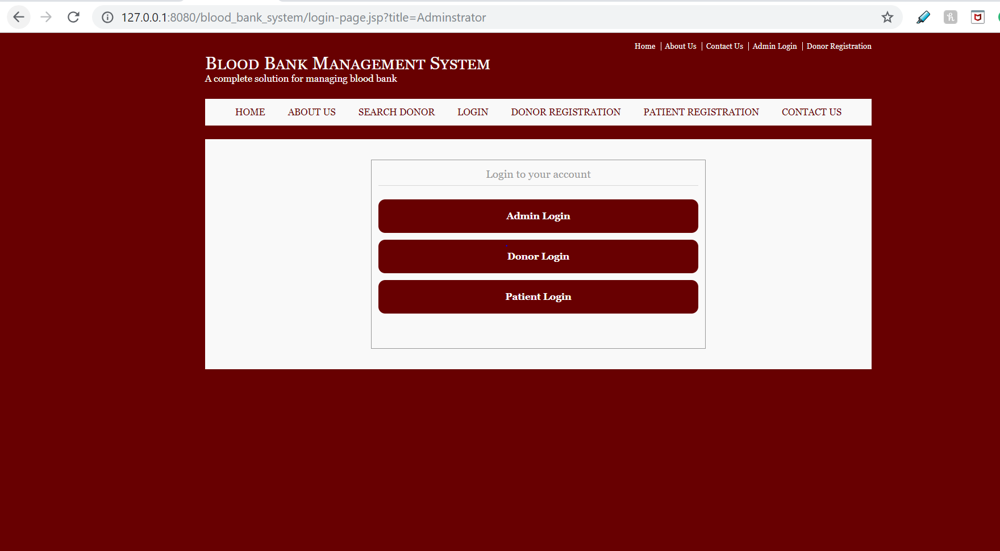 127.0.0.1:8080/blood_bank_system/login-page.jsp?title=Adminstrator
Home About Us Contact Us Admin Login Donor Registration
Blood Bank Management System
A complete solution for managing blood bank
HOME ABOUT US SEARCH DONOR LOGIN DONOR REGISTRATION PATIENT REGISTRATION CONTACT US
Login to your account
Admin Login
Donor Login
Patient Login